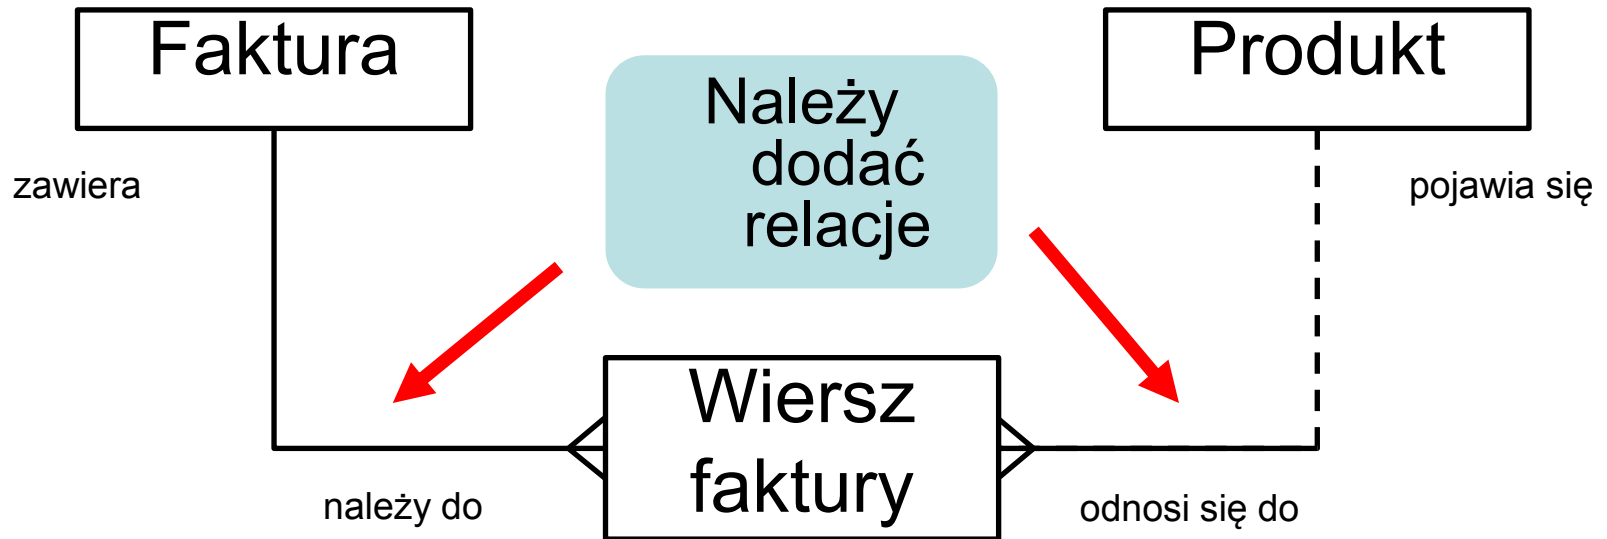 Faktura
Produkt
Należy
dodać
relacje
zawiera
pojawia się
Wiersz
faktury
należy do
odnosi się do